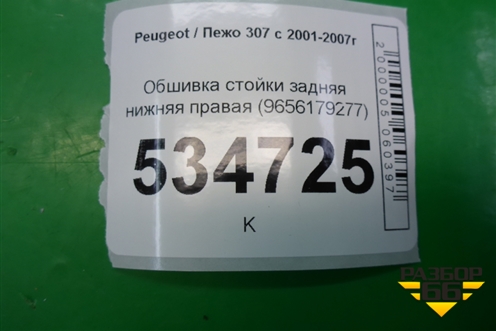 Peugeot / Пежо 307 с 2001-2007г
Обшивка стойки задняя
нижняя правая (9656179277)
534725
К
2000005060397
РАЗБОР
66